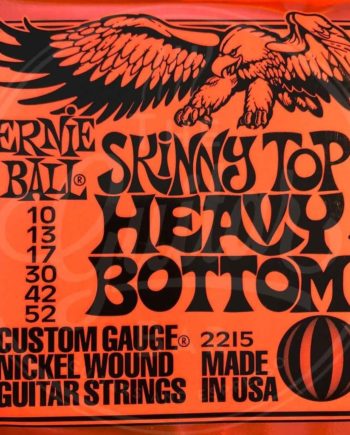 ERNIE
BALL®
SKINNY TOP
HEAVY
BOTTOM
10
13
17
30
42
52
CUSTOM GAUGE® 2215
NICKEL WOUND MADE
GUITAR STRINGS IN USA